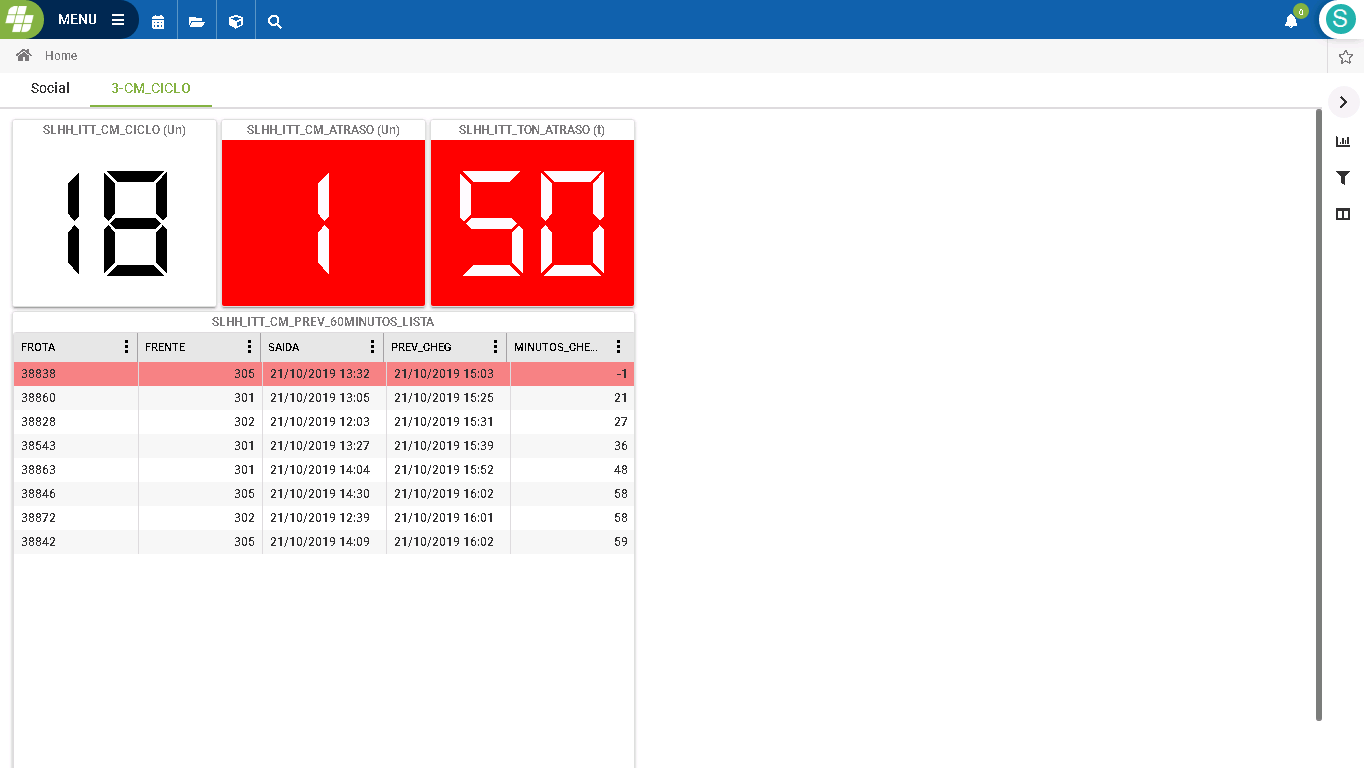 MENU
0
S
Home
Social 3-CM_CICLO
SLHH_ITT_CM_CICLO (Un) SLHH_ITT_CM_ATRASO (Un) SLHH_ITT_TON_ATRASO (t)
18 1 50
SLHH_ITT_CM_PREV_60MINUTOS_LISTA
FROTA FRENTE SAIDA PREV_CHEG MINUTOS_CHE...
38838 305 21/10/2019 13:32 21/10/2019 15:03 -1
38860 301 21/10/2019 13:05 21/10/2019 15:25 21
38828 302 21/10/2019 12:03 21/10/2019 15:31 27
38543 301 21/10/2019 13:27 21/10/2019 15:39 36
38863 301 21/10/2019 14:04 21/10/2019 15:52 48
38846 305 21/10/2019 14:30 21/10/2019 16:02 58
38872 302 21/10/2019 12:39 21/10/2019 16:01 58
38842 305 21/10/2019 14:09 21/10/2019 16:02 59